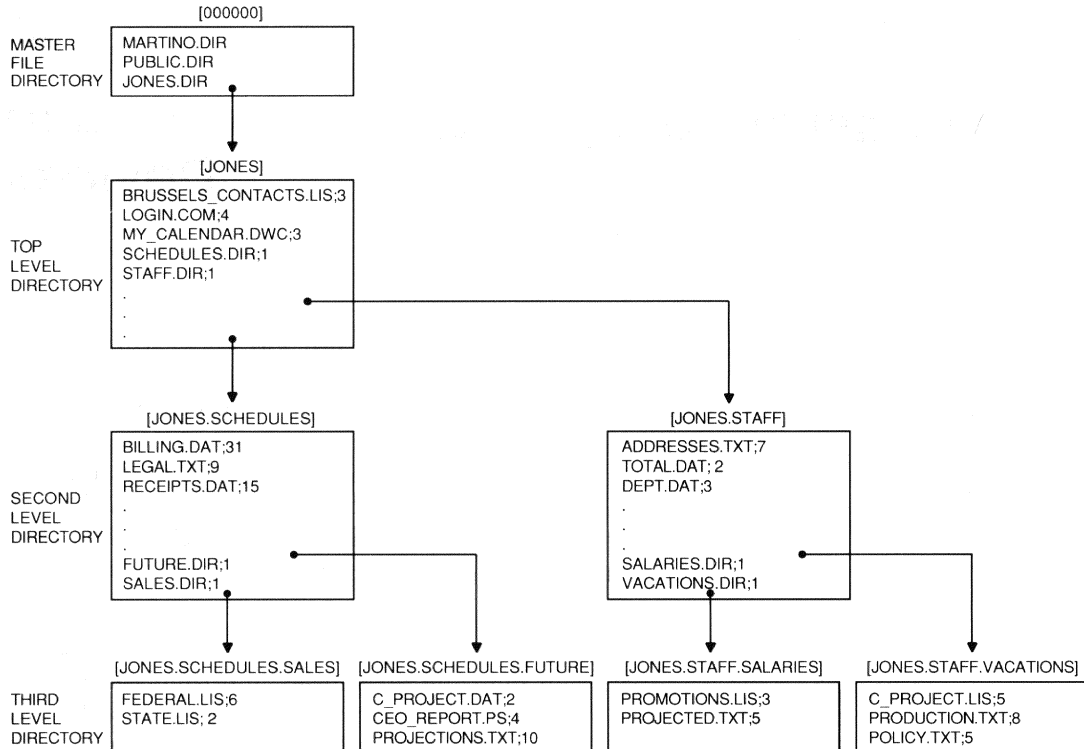 [000000]
MASTER
FILE
DIRECTORY
MARTINO.DIR
PUBLIC.DIR
JONES.DIR
[JONES]
TOP
LEVEL
DIRECTORY
BRUSSELS_CONTACTS.LIS;3
LOGIN.COM;4
MY_CALENDAR.DWC;3
SCHEDULES.DIR;1
STAFF.DIR;1
.
.
.
SECOND
LEVEL
DIRECTORY
[JONES.SCHEDULES]
BILLING.DAT;31
LEGAL.TXT;9
RECEIPTS.DAT;15
.
.
.
FUTURE.DIR;1
SALES.DIR;1
[JONES.STAFF]
ADDRESSES.TXT;7
TOTAL.DAT; 2
DEPT.DAT;3
.
.
.
SALARIES.DIR;1
VACATIONS.DIR;1
THIRD
LEVEL
DIRECTORY
[JONES.SCHEDULES.SALES]
FEDERAL.LIS;6
STATE.LIS; 2
[JONES.SCHEDULES.FUTURE]
C_PROJECT.DAT;2
CEO_REPORT.PS;4
PROJECTIONS.TXT;10
[JONES.STAFF.SALARIES]
PROMOTIONS.LIS;3
PROJECTED.TXT;5
[JONES.STAFF.VACATIONS]
C_PROJECT.LIS;5
PRODUCTION.TXT;8
POLICY.TXT;5